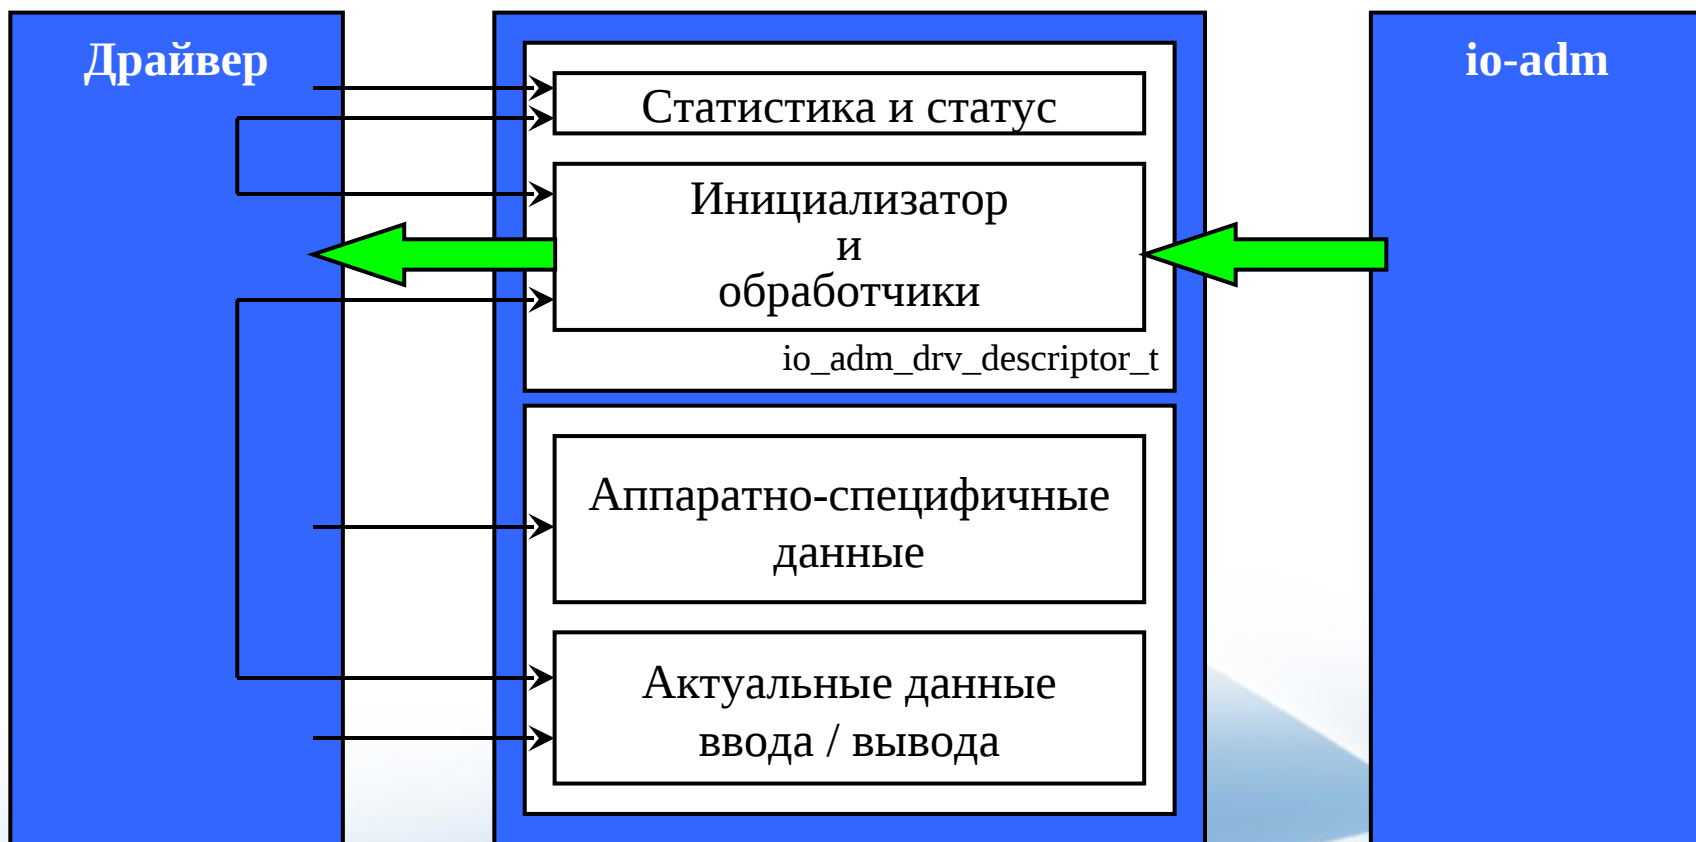 Драйвер
io-adm
Статистика и статус
Инициализатор
и
обработчики
io_adm_drv_descriptor_t
Аппаратно-специфичные
данные
Актуальные данные
ввода / вывода